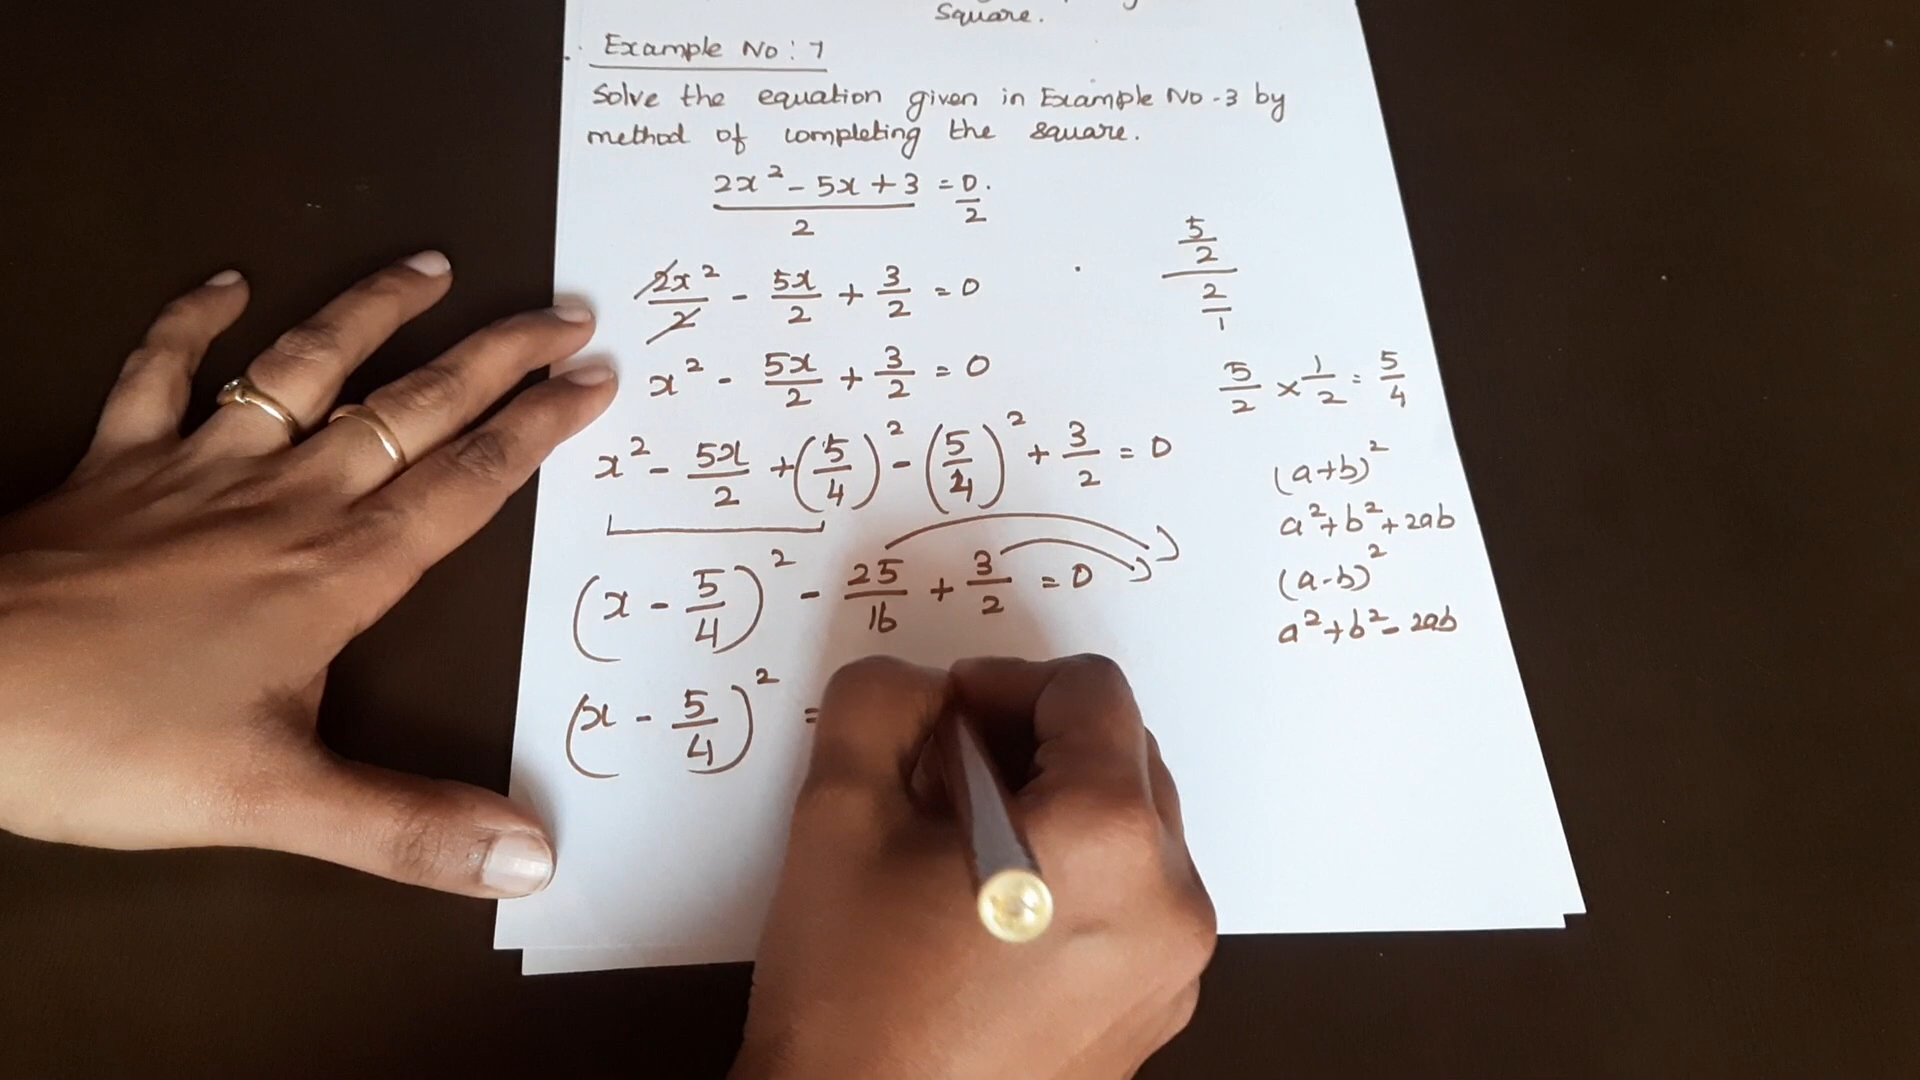 Square.
Example No : 7
Solve the equation given in Example No - 3 by
method of completing the square.
2x² - 5x + 3 / 2 = 0/2.
2x²/2 - 5x/2 + 3/2 = 0
x² - 5x/2 + 3/2 = 0
x² - 5x/2 + (5/4)² - (5/4)² + 3/2 = 0
(x - 5/4)² - 25/16 + 3/2 = 0
(x - 5/4)² =
5/2 / 2/1
5/2 × 1/2 = 5/4
(a+b)²
a²+b²+2ab
(a-b)²
a²+b²-2ab